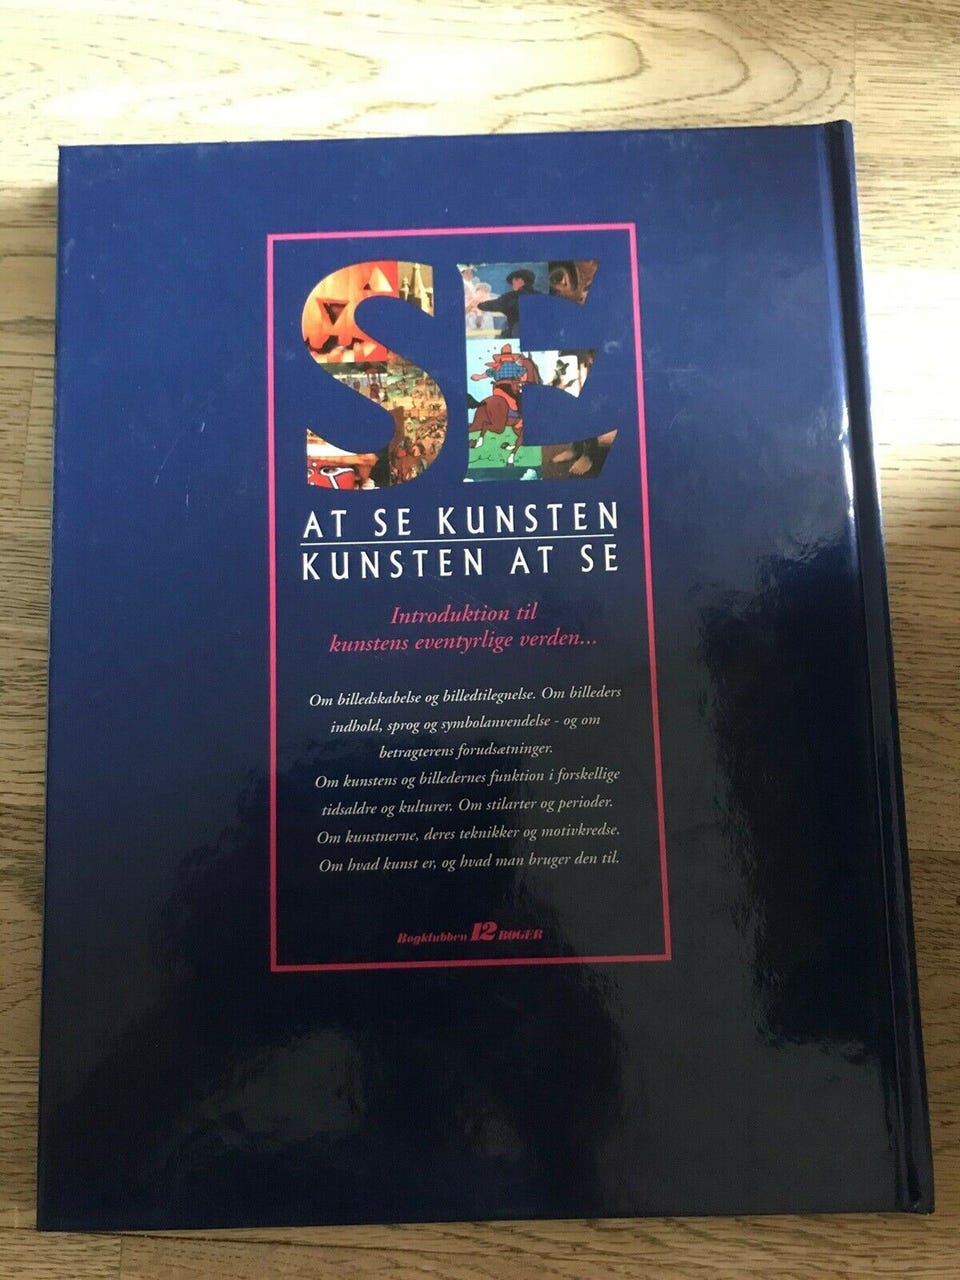 SE
AT SE KUNSTEN
KUNSTEN AT SE
Introduktion til
kunstens eventyrlige verden...
Om billedskabelse og billedtilegnelse. Om billeders
indhold, sprog og symbolanvendelse - og om
betragterens forudsætninger.
Om kunstens og billedernes funktion i forskellige
tidsaldre og kulturer. Om stilarter og perioder.
Om kunstnerne, deres teknikker og motivkredse.
Om hvad kunst er, og hvad man bruger den til.
Bogklubben 12 BØGER